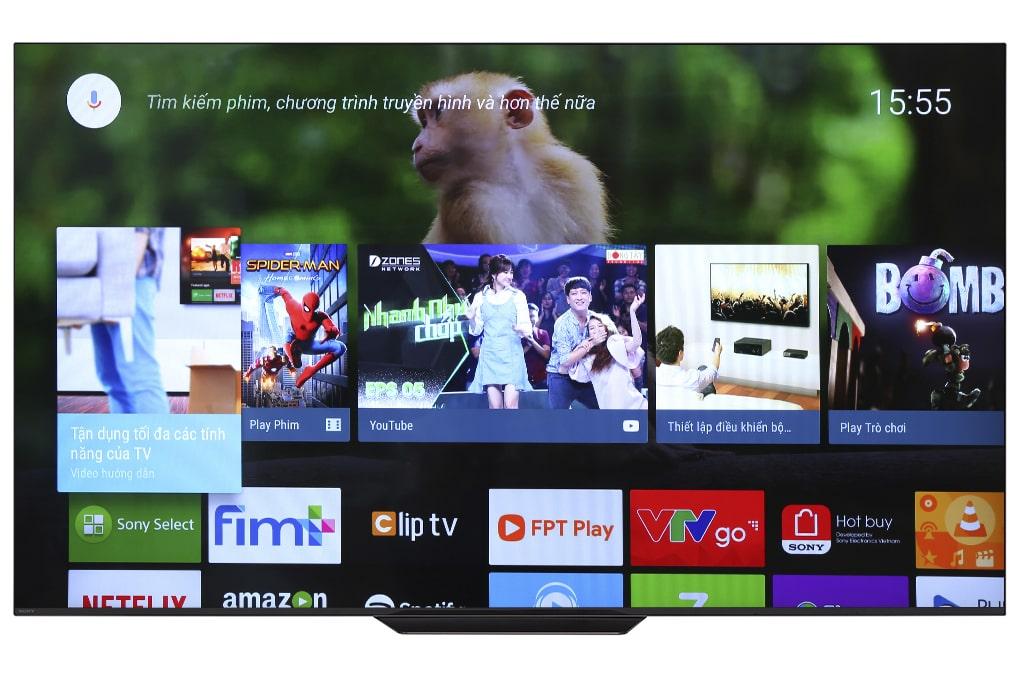 Tìm kiếm phim, chương trình truyền hình và hơn thế nữa
15:55
SPIDER-MAN
HOMECOMING
DZONES
NETWORK
Nhanh Như
Chớp
EPS 05
BOMB
Tận dụng tối đa các tính
năng của TV
Video hướng dẫn
Play Phim
YouTube
Thiết lập điều khiển bộ...
Play Trò chơi
Sony Select
fim+
Clip tv
FPT Play
VTV go
SONY
Hot buy
Developed by
Sony Electronics Vietnam
NETFLIX
amazon
Spotify
Z
SONY